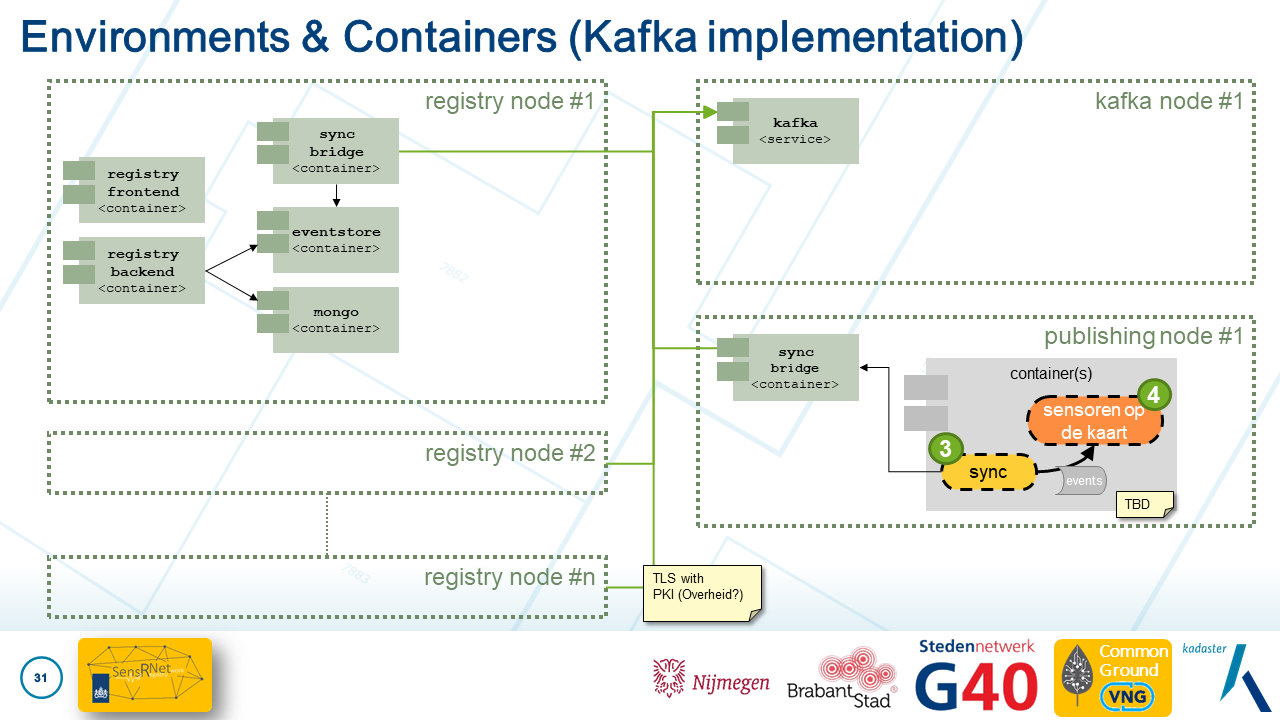 Environments & Containers (Kafka implementation)
registry node #1
sync
bridge
<container>
registry
frontend
<container>
eventstore
<container>
registry
backend
<container>
mongo
<container>
7882
registry node #2
registry node #n
7883
kafka node #1
kafka
<service>
publishing node #1
sync
bridge
<container>
container(s)
4
sensoren op
de kaart
3
sync
events
TBD
TLS with
PKI (Overheid?)
31
SensRNet
Nijmegen
BrabantStad
Stedennetwerk
G40
Common
Ground
VNG
kadaster